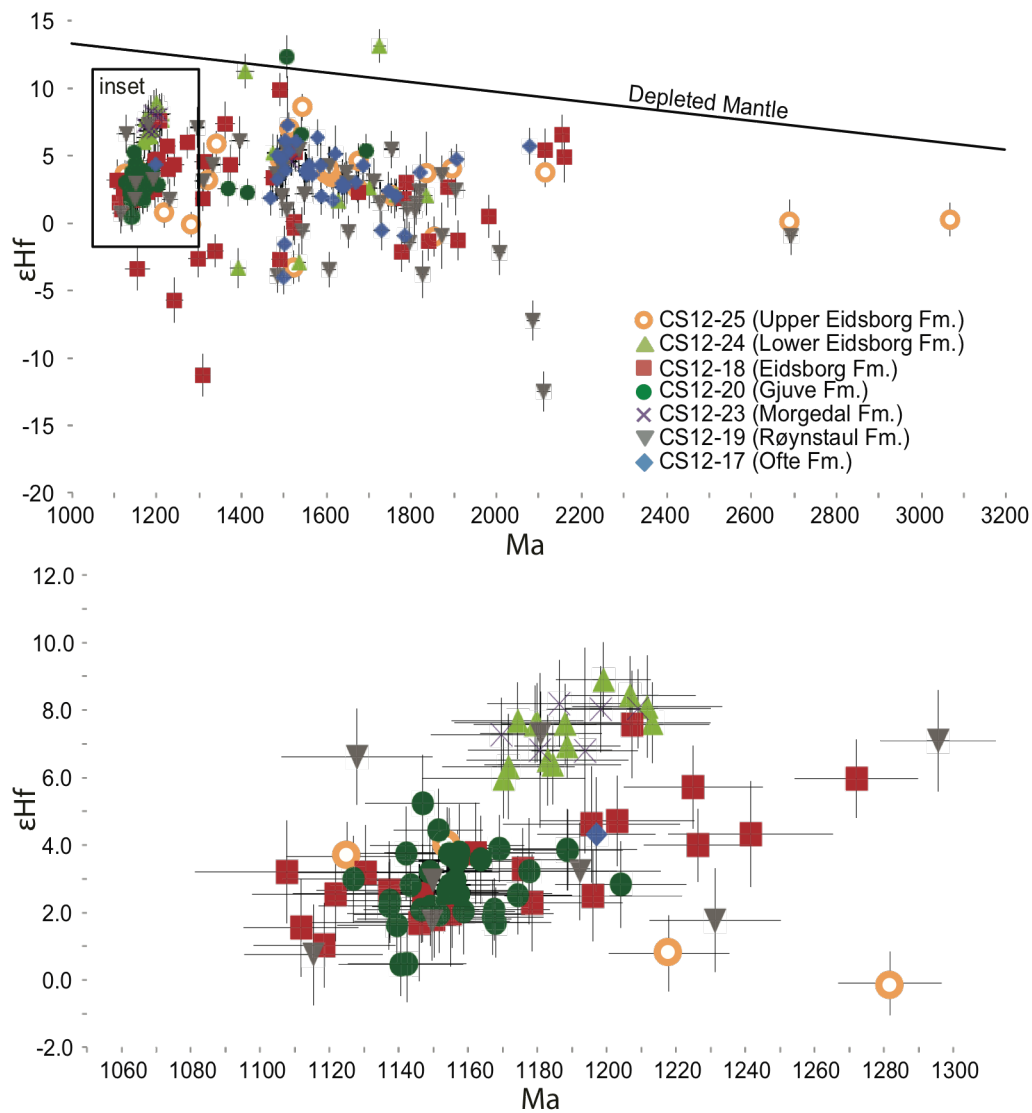 15
10
5
0
-5
-10
-15
-20
εHf
inset
Depleted Mantle
CS12-25 (Upper Eidsborg Fm.)
CS12-24 (Lower Eidsborg Fm.)
CS12-18 (Eidsborg Fm.)
CS12-20 (Gjuve Fm.)
CS12-23 (Morgedal Fm.)
CS12-19 (Røynstaul Fm.)
CS12-17 (Ofte Fm.)
1000 1200 1400 1600 1800 2000 2200 2400 2600 2800 3000 3200
Ma
12.0
10.0
8.0
6.0
4.0
2.0
0.0
-2.0
εHf
1060 1080 1100 1120 1140 1160 1180 1200 1220 1240 1260 1280 1300
Ma